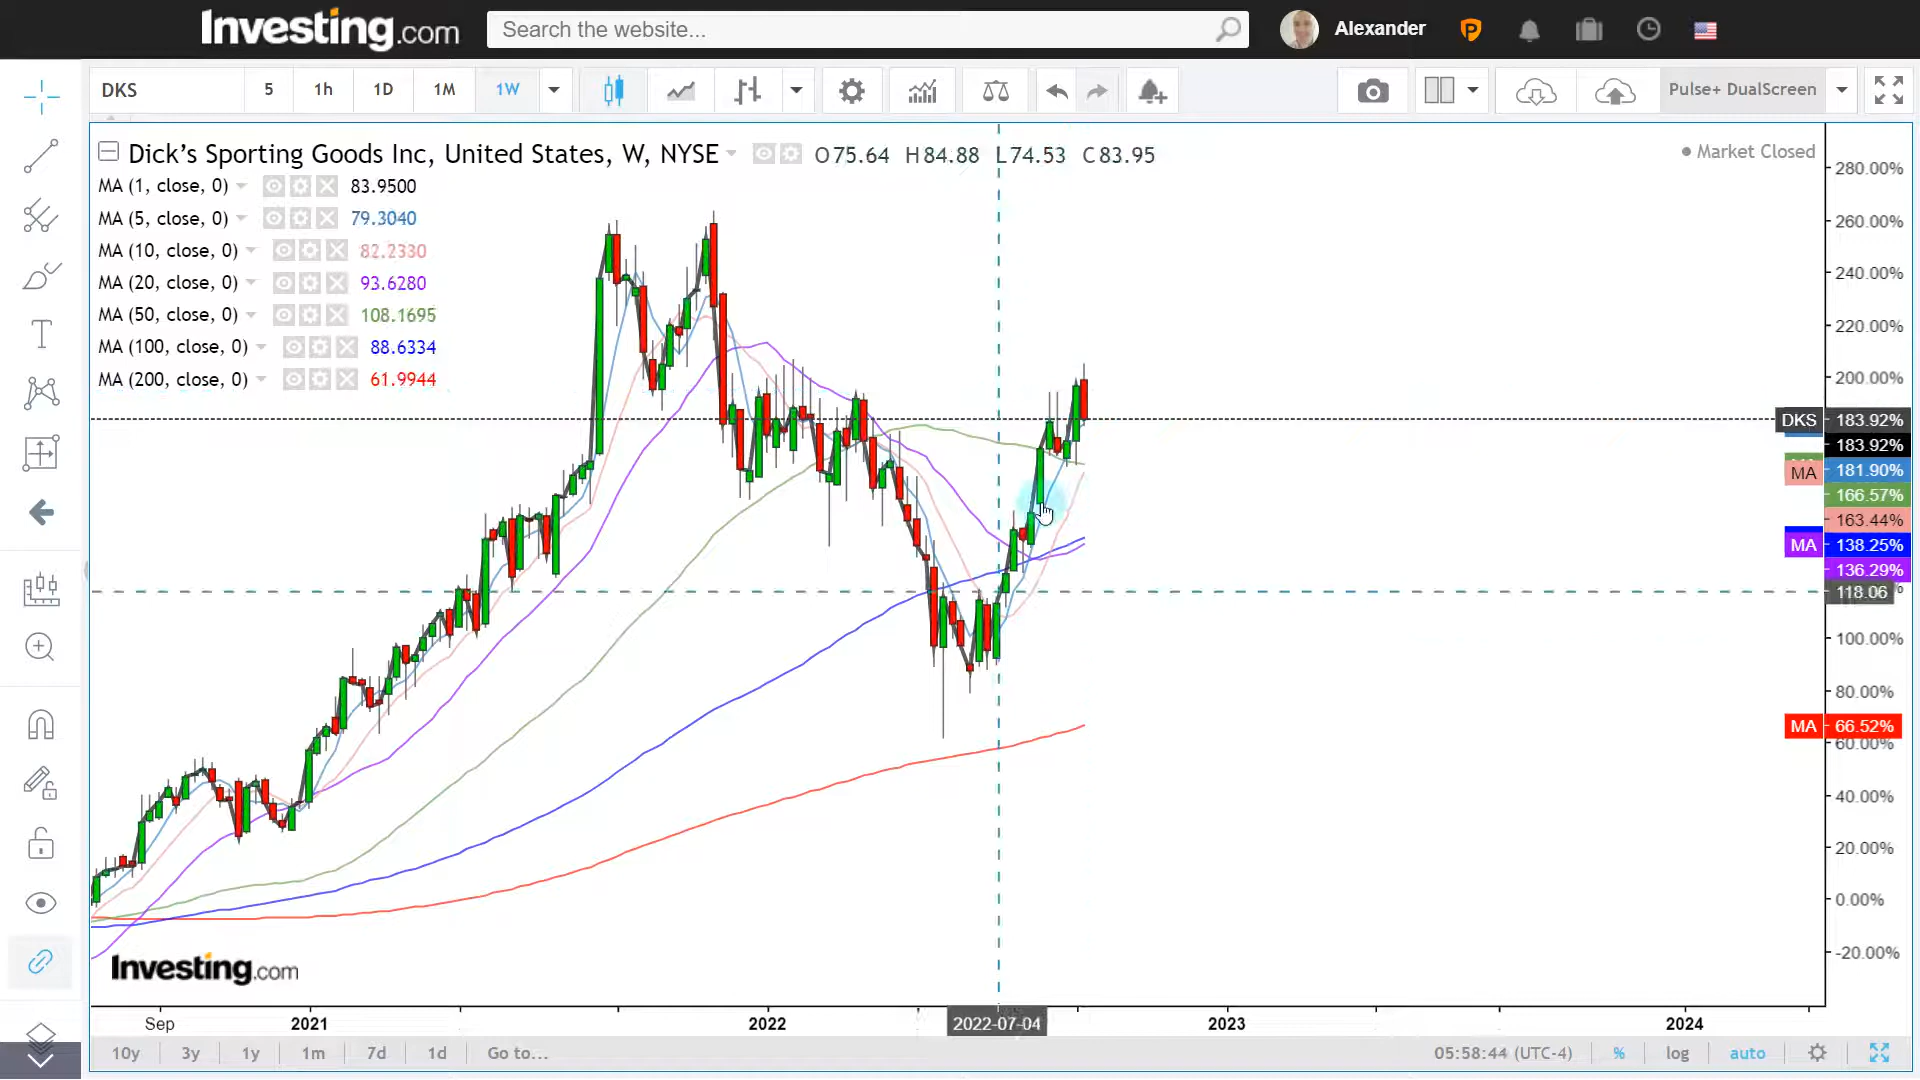 Investing.com
Search the website...
Alexander
DKS
5
1h
1D
1M
1W
Pulse+ DualScreen
Dick's Sporting Goods Inc, United States, W, NYSE
O75.64 H84.88 L74.53 C83.95
Market Closed
MA (1, close, 0)
83.9500
MA (5, close, 0)
79.3040
MA (10, close, 0)
82.2330
MA (20, close, 0)
93.6280
MA (50, close, 0)
108.1695
MA (100, close, 0)
88.6334
MA (200, close, 0)
61.9944
280.00%
260.00%
240.00%
220.00%
200.00%
DKS
183.92%
183.92%
MA
181.90%
166.57%
163.44%
MA
138.25%
136.29%
118.06
100.00%
80.00%
MA
66.52%
60.00%
40.00%
20.00%
0.00%
-20.00%
Investing.com
Sep
2021
2022
2022-07-04
2023
2024
10y
3y
1y
1m
7d
1d
Go to...
05:58:44 (UTC-4)
%
log
auto